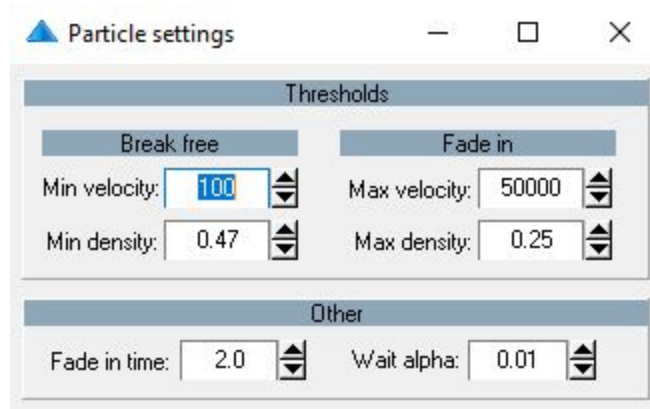 Particle settings
Thresholds
Break free
Fade in
Min velocity: 100
Max velocity: 50000
Min density: 0.47
Max density: 0.25
Other
Fade in time: 2.0
Wait alpha: 0.01